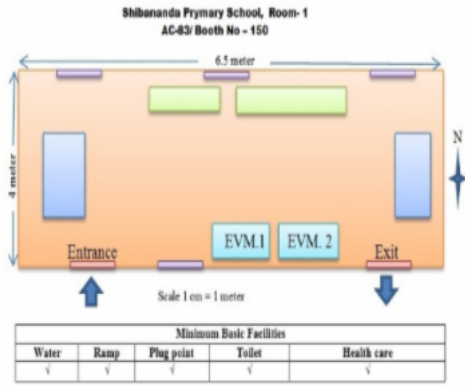 Shibananda Prymary School, Room- 1
AC-83/ Booth No - 150
6.5 meter
4 meter
N
EVM.1 EVM. 2
Entrance Exit
Scale 1 cm = 1 meter
Minimum Basic Facilities
Water Ramp Plug point Toilet Health care
√ √ √ √ √